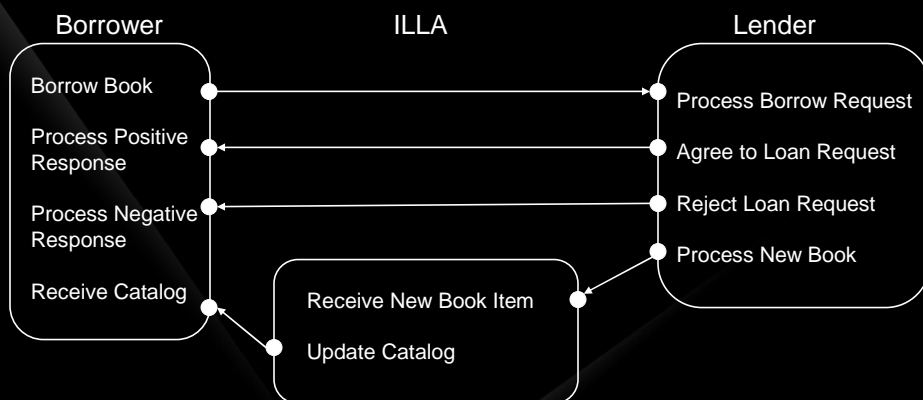 Borrower
ILLA
Lender
Borrow Book
Process Positive
Response
Process Negative
Response
Receive Catalog
Receive New Book Item
Update Catalog
Process Borrow Request
Agree to Loan Request
Reject Loan Request
Process New Book